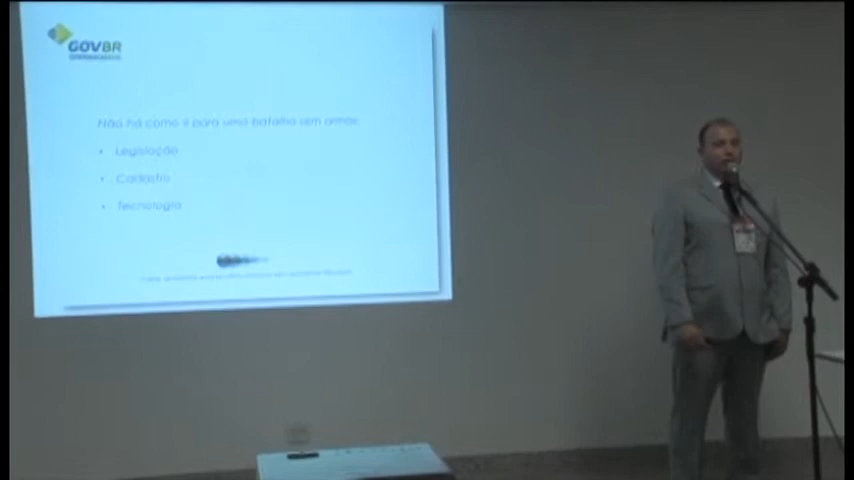 GOVBR
Não há como ir para uma batalha sem armas
• Legislação
• Cadastro
• Tecnologia